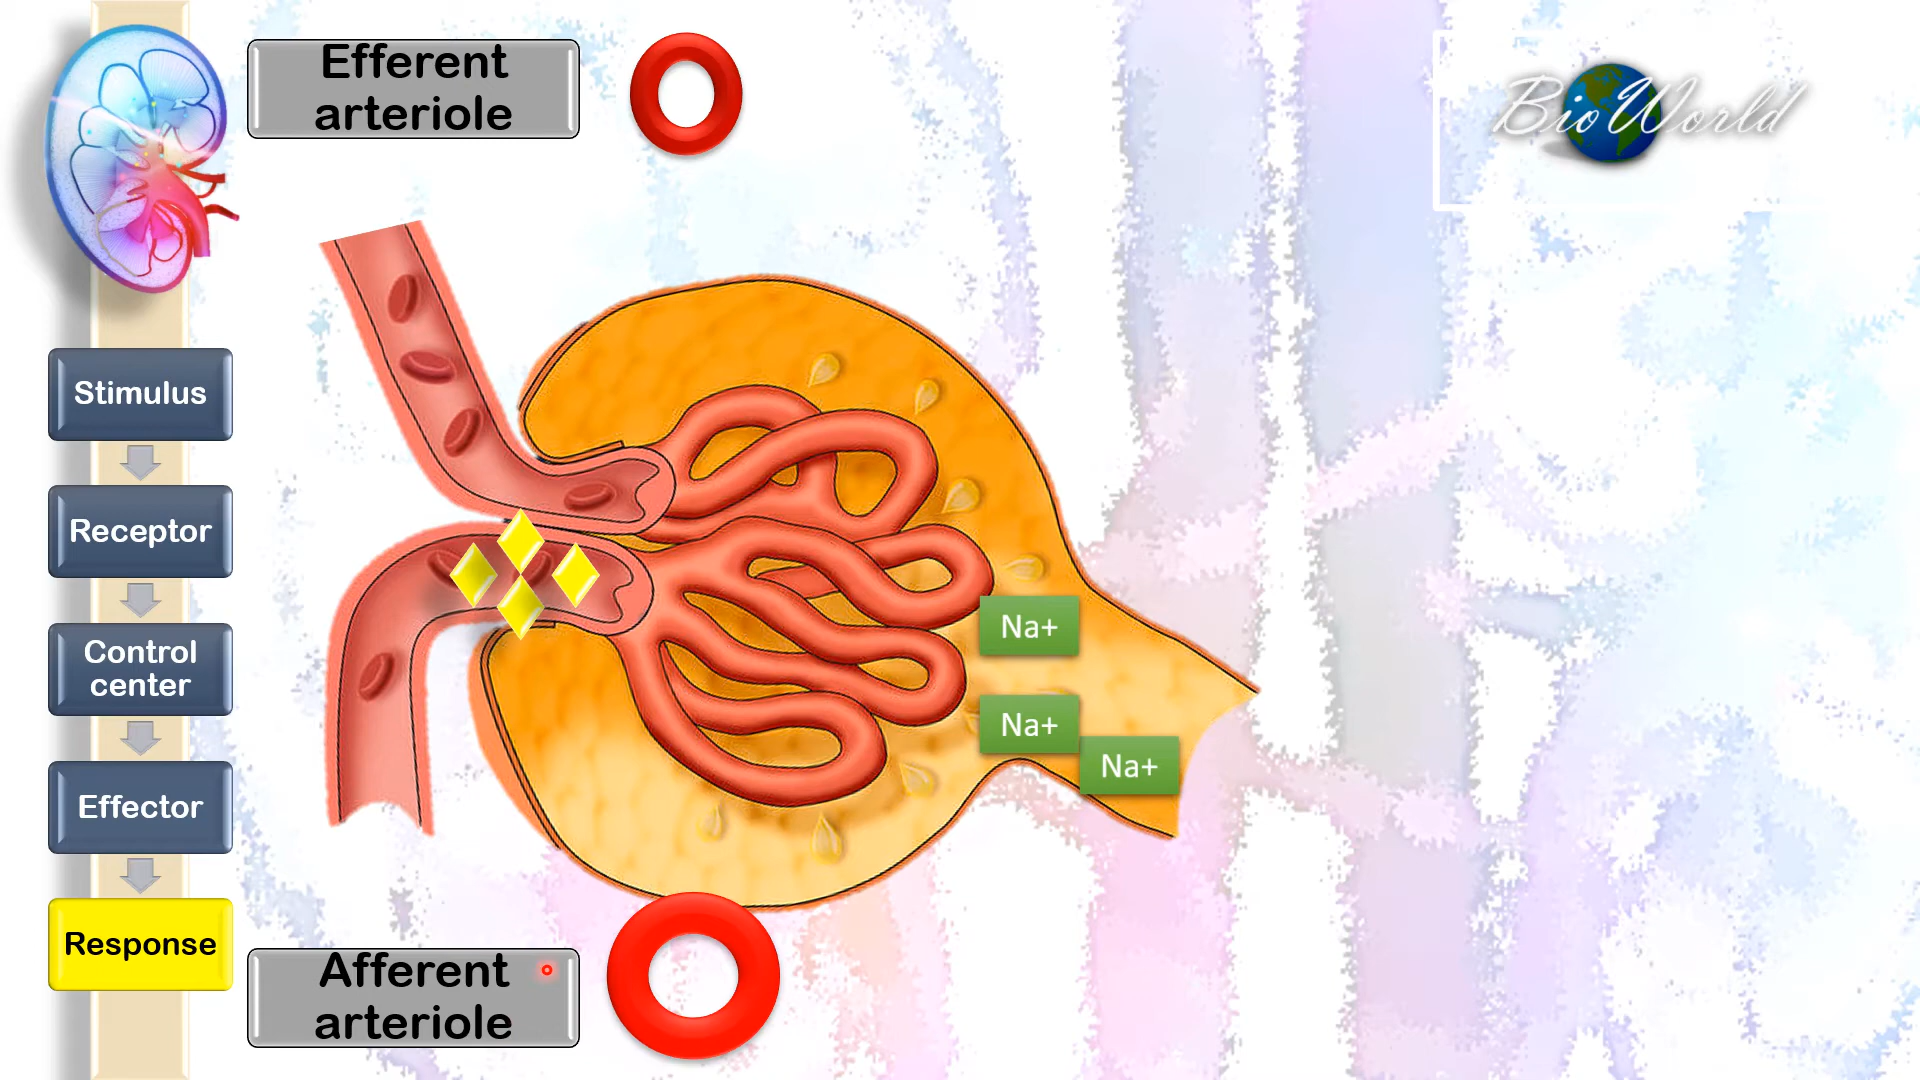 Efferent
arteriole
BioWorld
Stimulus
Receptor
Control
center
Effector
Response
Na+
Na+
Na+
Afferent
arteriole